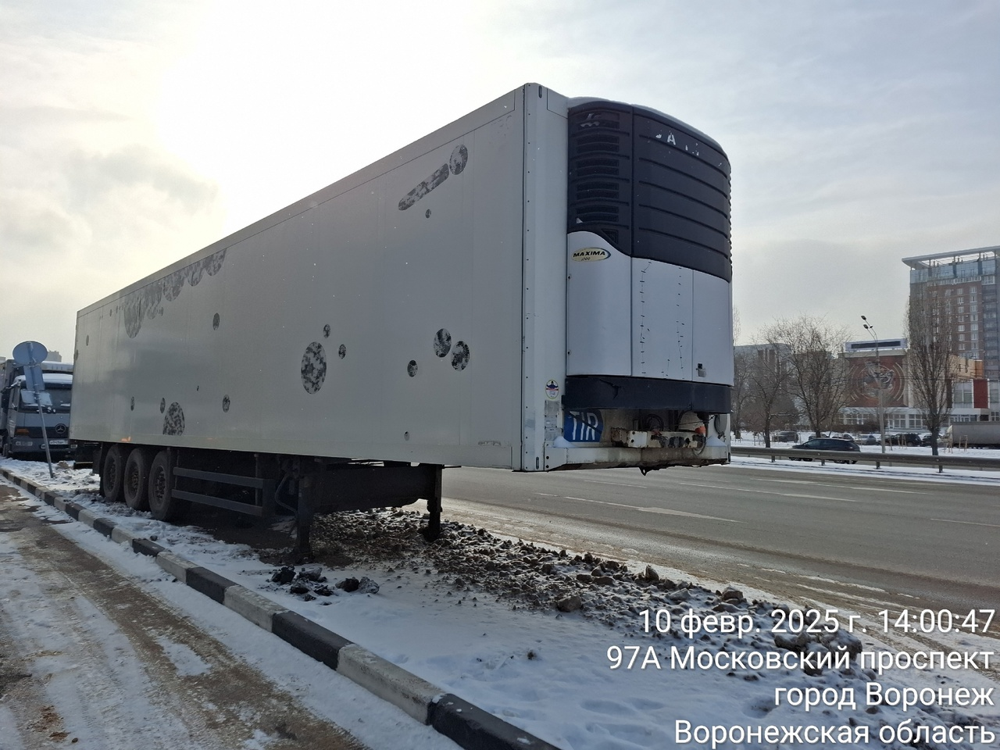 MAXIMA
TIR
10 февр. 2025 г. 14:00:47
97А Московский проспект
город Воронеж
Воронежская область